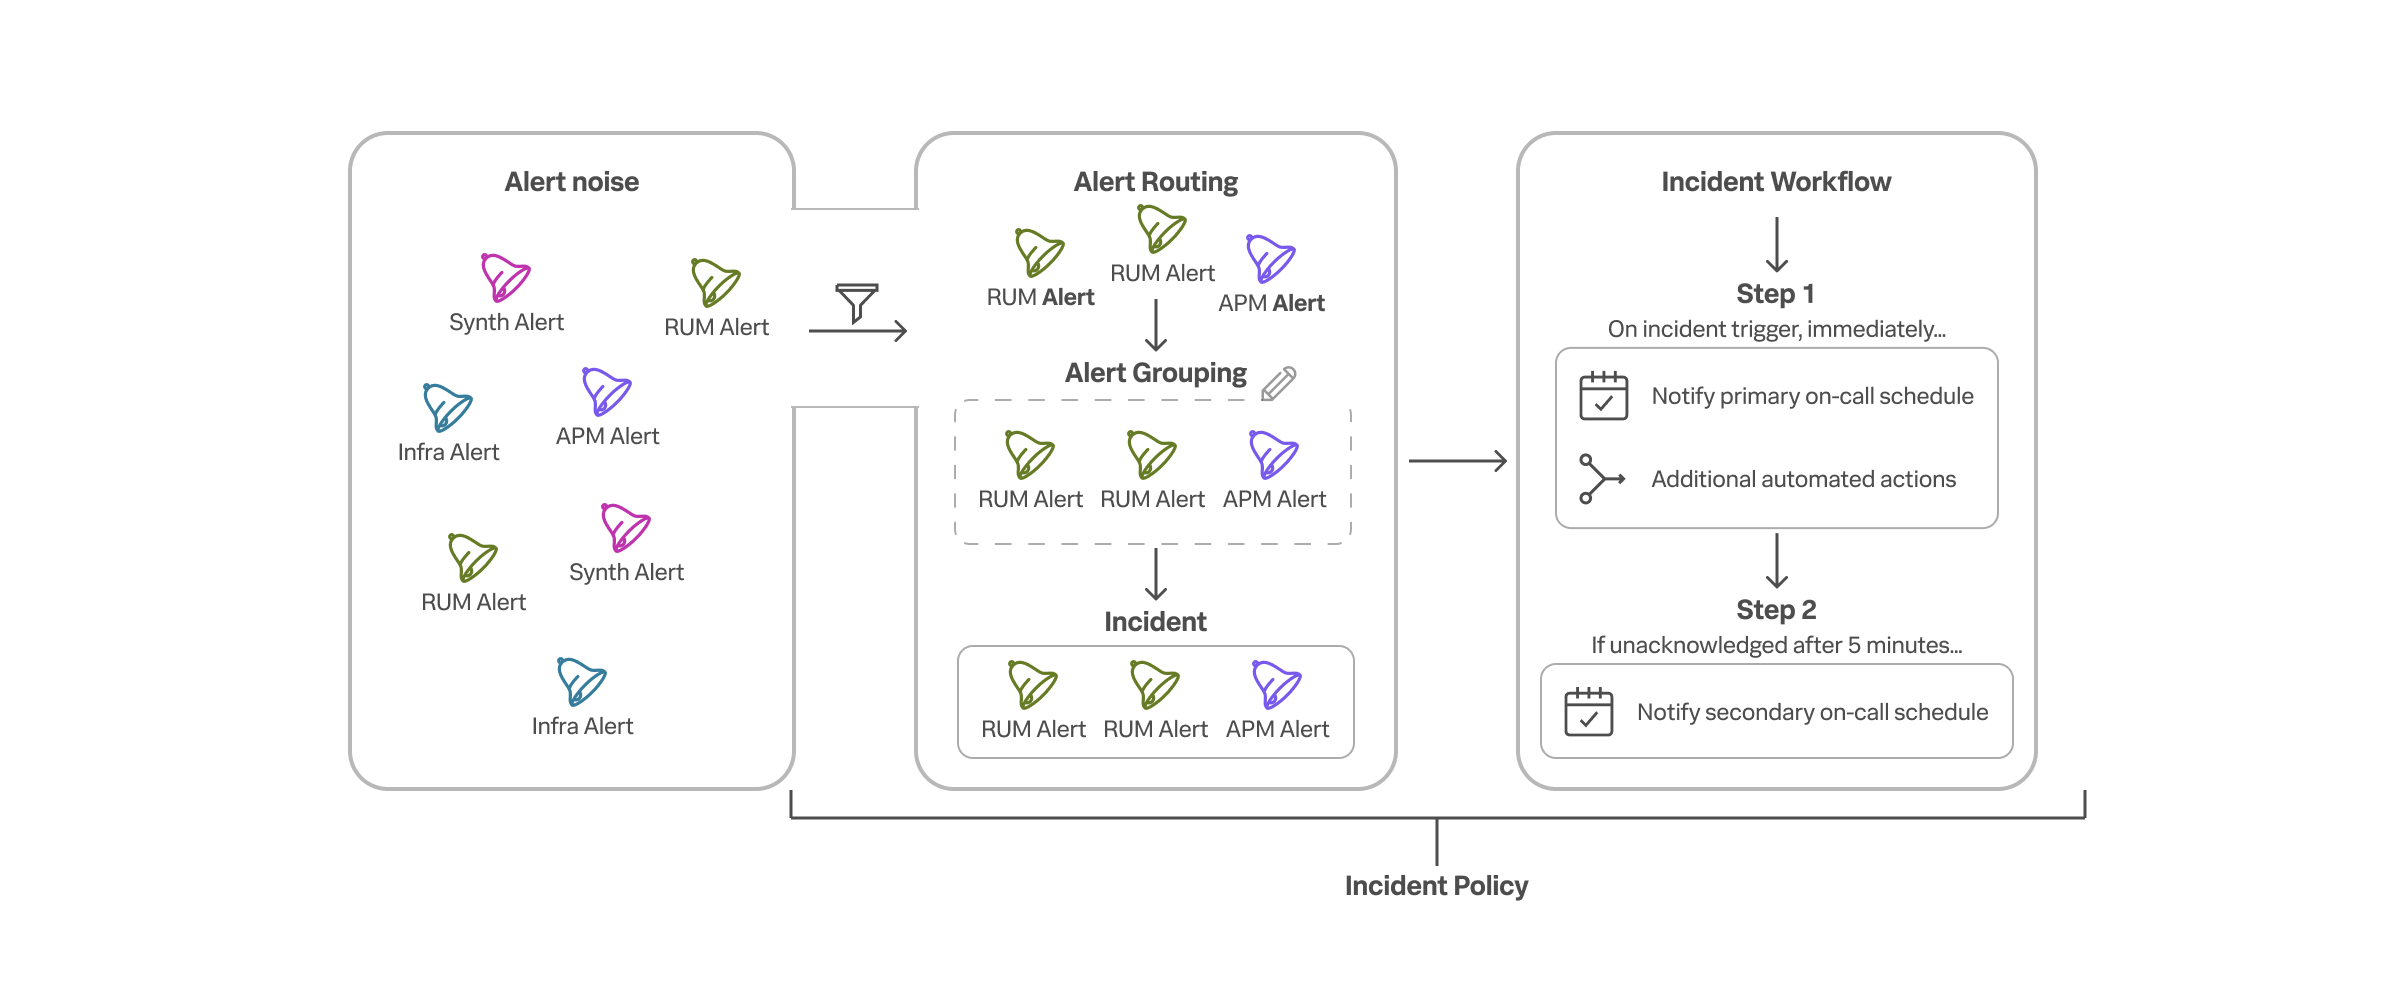 Alert noise
Synth Alert
RUM Alert
Infra Alert
APM Alert
Synth Alert
RUM Alert
Infra Alert
Alert Routing
RUM Alert
RUM Alert
APM Alert
Alert Grouping
RUM Alert
RUM Alert
APM Alert
Incident
RUM Alert
RUM Alert
APM Alert
Incident Workflow
Step 1
On incident trigger, immediately...
Notify primary on-call schedule
Additional automated actions
Step 2
If unacknowledged after 5 minutes...
Notify secondary on-call schedule
Incident Policy